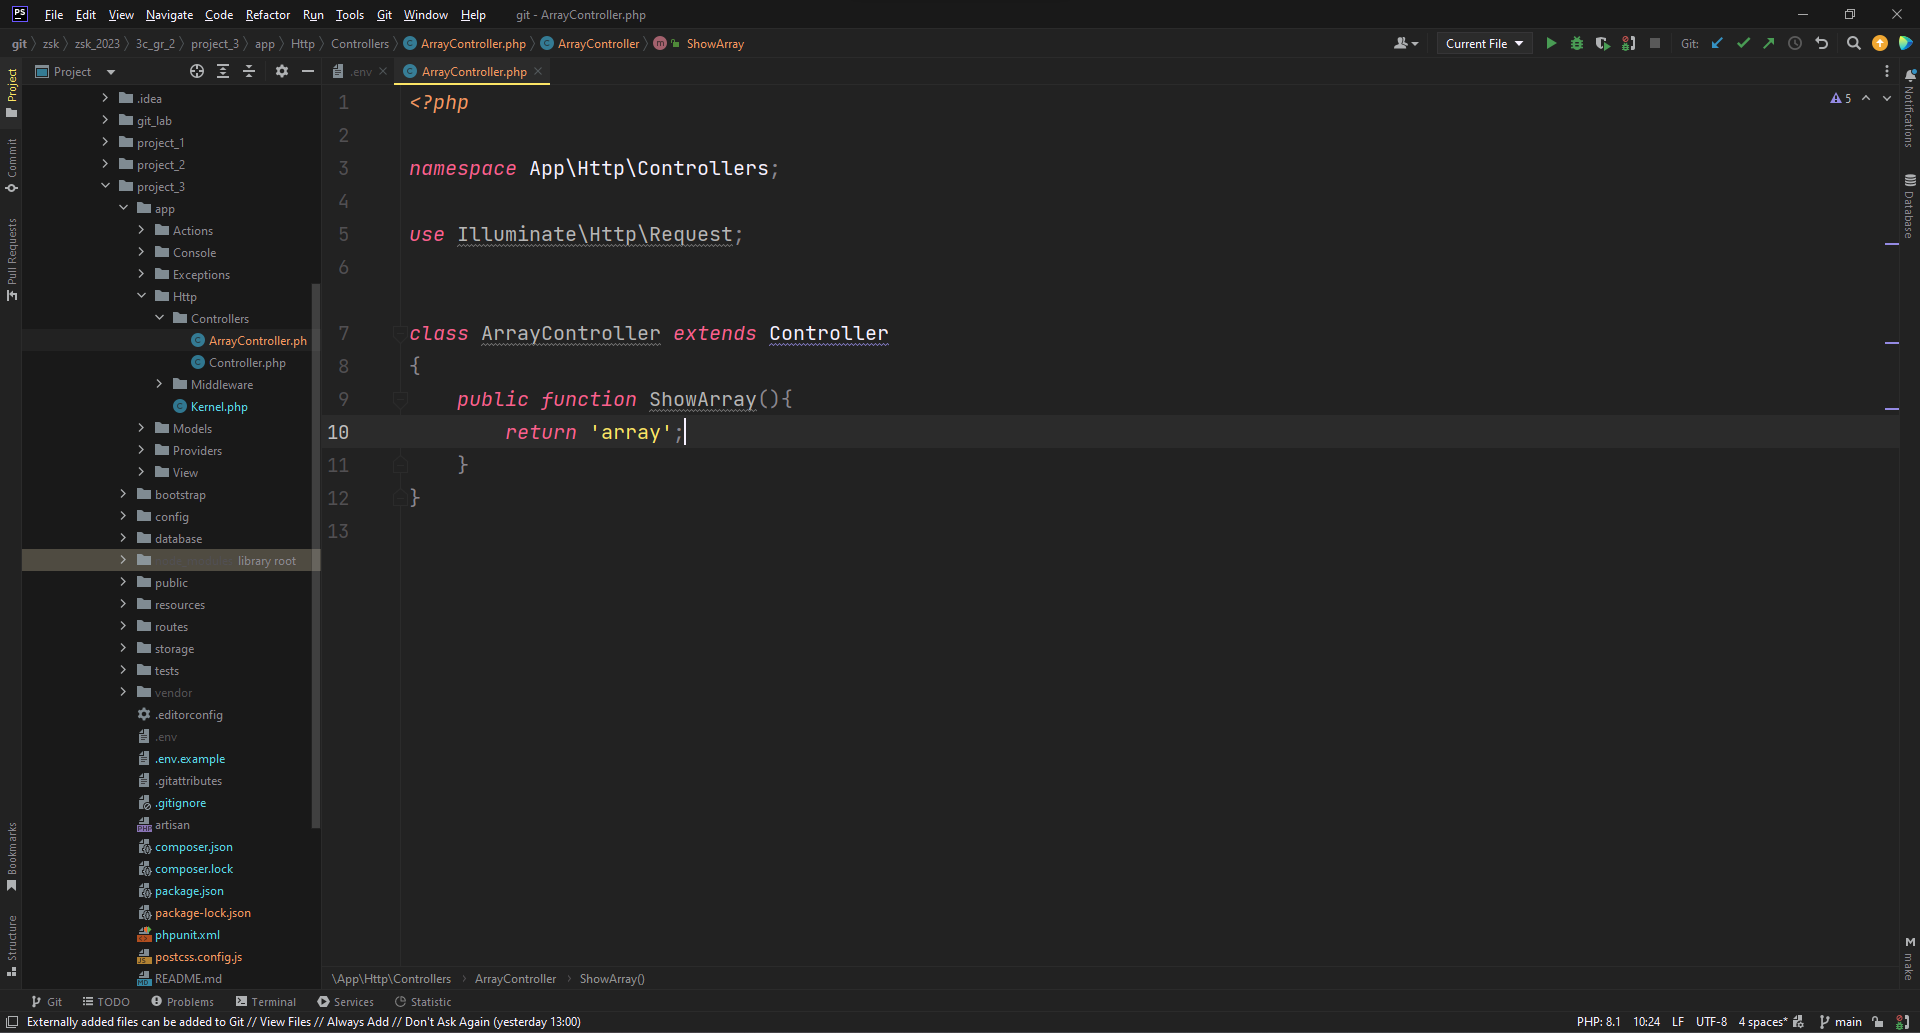 PS File Edit View Navigate Code Refactor Run Tools Git Window Help git - ArrayController.php
git zsk zsk_2023 3c_gr_2 project_3 app Http Controllers ArrayController.php ArrayController m ShowArray Current File Git:
Project
.env ArrayController.php
Project
Commit
Pull Requests
Bookmarks
Structure
.idea
git_lab
project_1
project_2
project_3
app
Actions
Console
Exceptions
Http
Controllers
ArrayController.ph
Controller.php
Middleware
Kernel.php
Models
Providers
View
bootstrap
config
database
library root
public
resources
routes
storage
tests
vendor
.editorconfig
.env
.env.example
.gitattributes
.gitignore
artisan
composer.json
composer.lock
package.json
package-lock.json
phpunit.xml
postcss.config.js
README.md
1 <?php
2
3 namespace App\Http\Controllers;
4
5 use Illuminate\Http\Request;
6
7 class ArrayController extends Controller
8 {
9 public function ShowArray(){
10 return 'array';
11 }
12 }
13
5
Notifications
Database
M make
\App\Http\Controllers ArrayController ShowArray()
Git TODO Problems Terminal Services Statistic
Externally added files can be added to Git // View Files // Always Add // Don't Ask Again (yesterday 13:00) PHP: 8.1 10:24 LF UTF-8 4 spaces* main